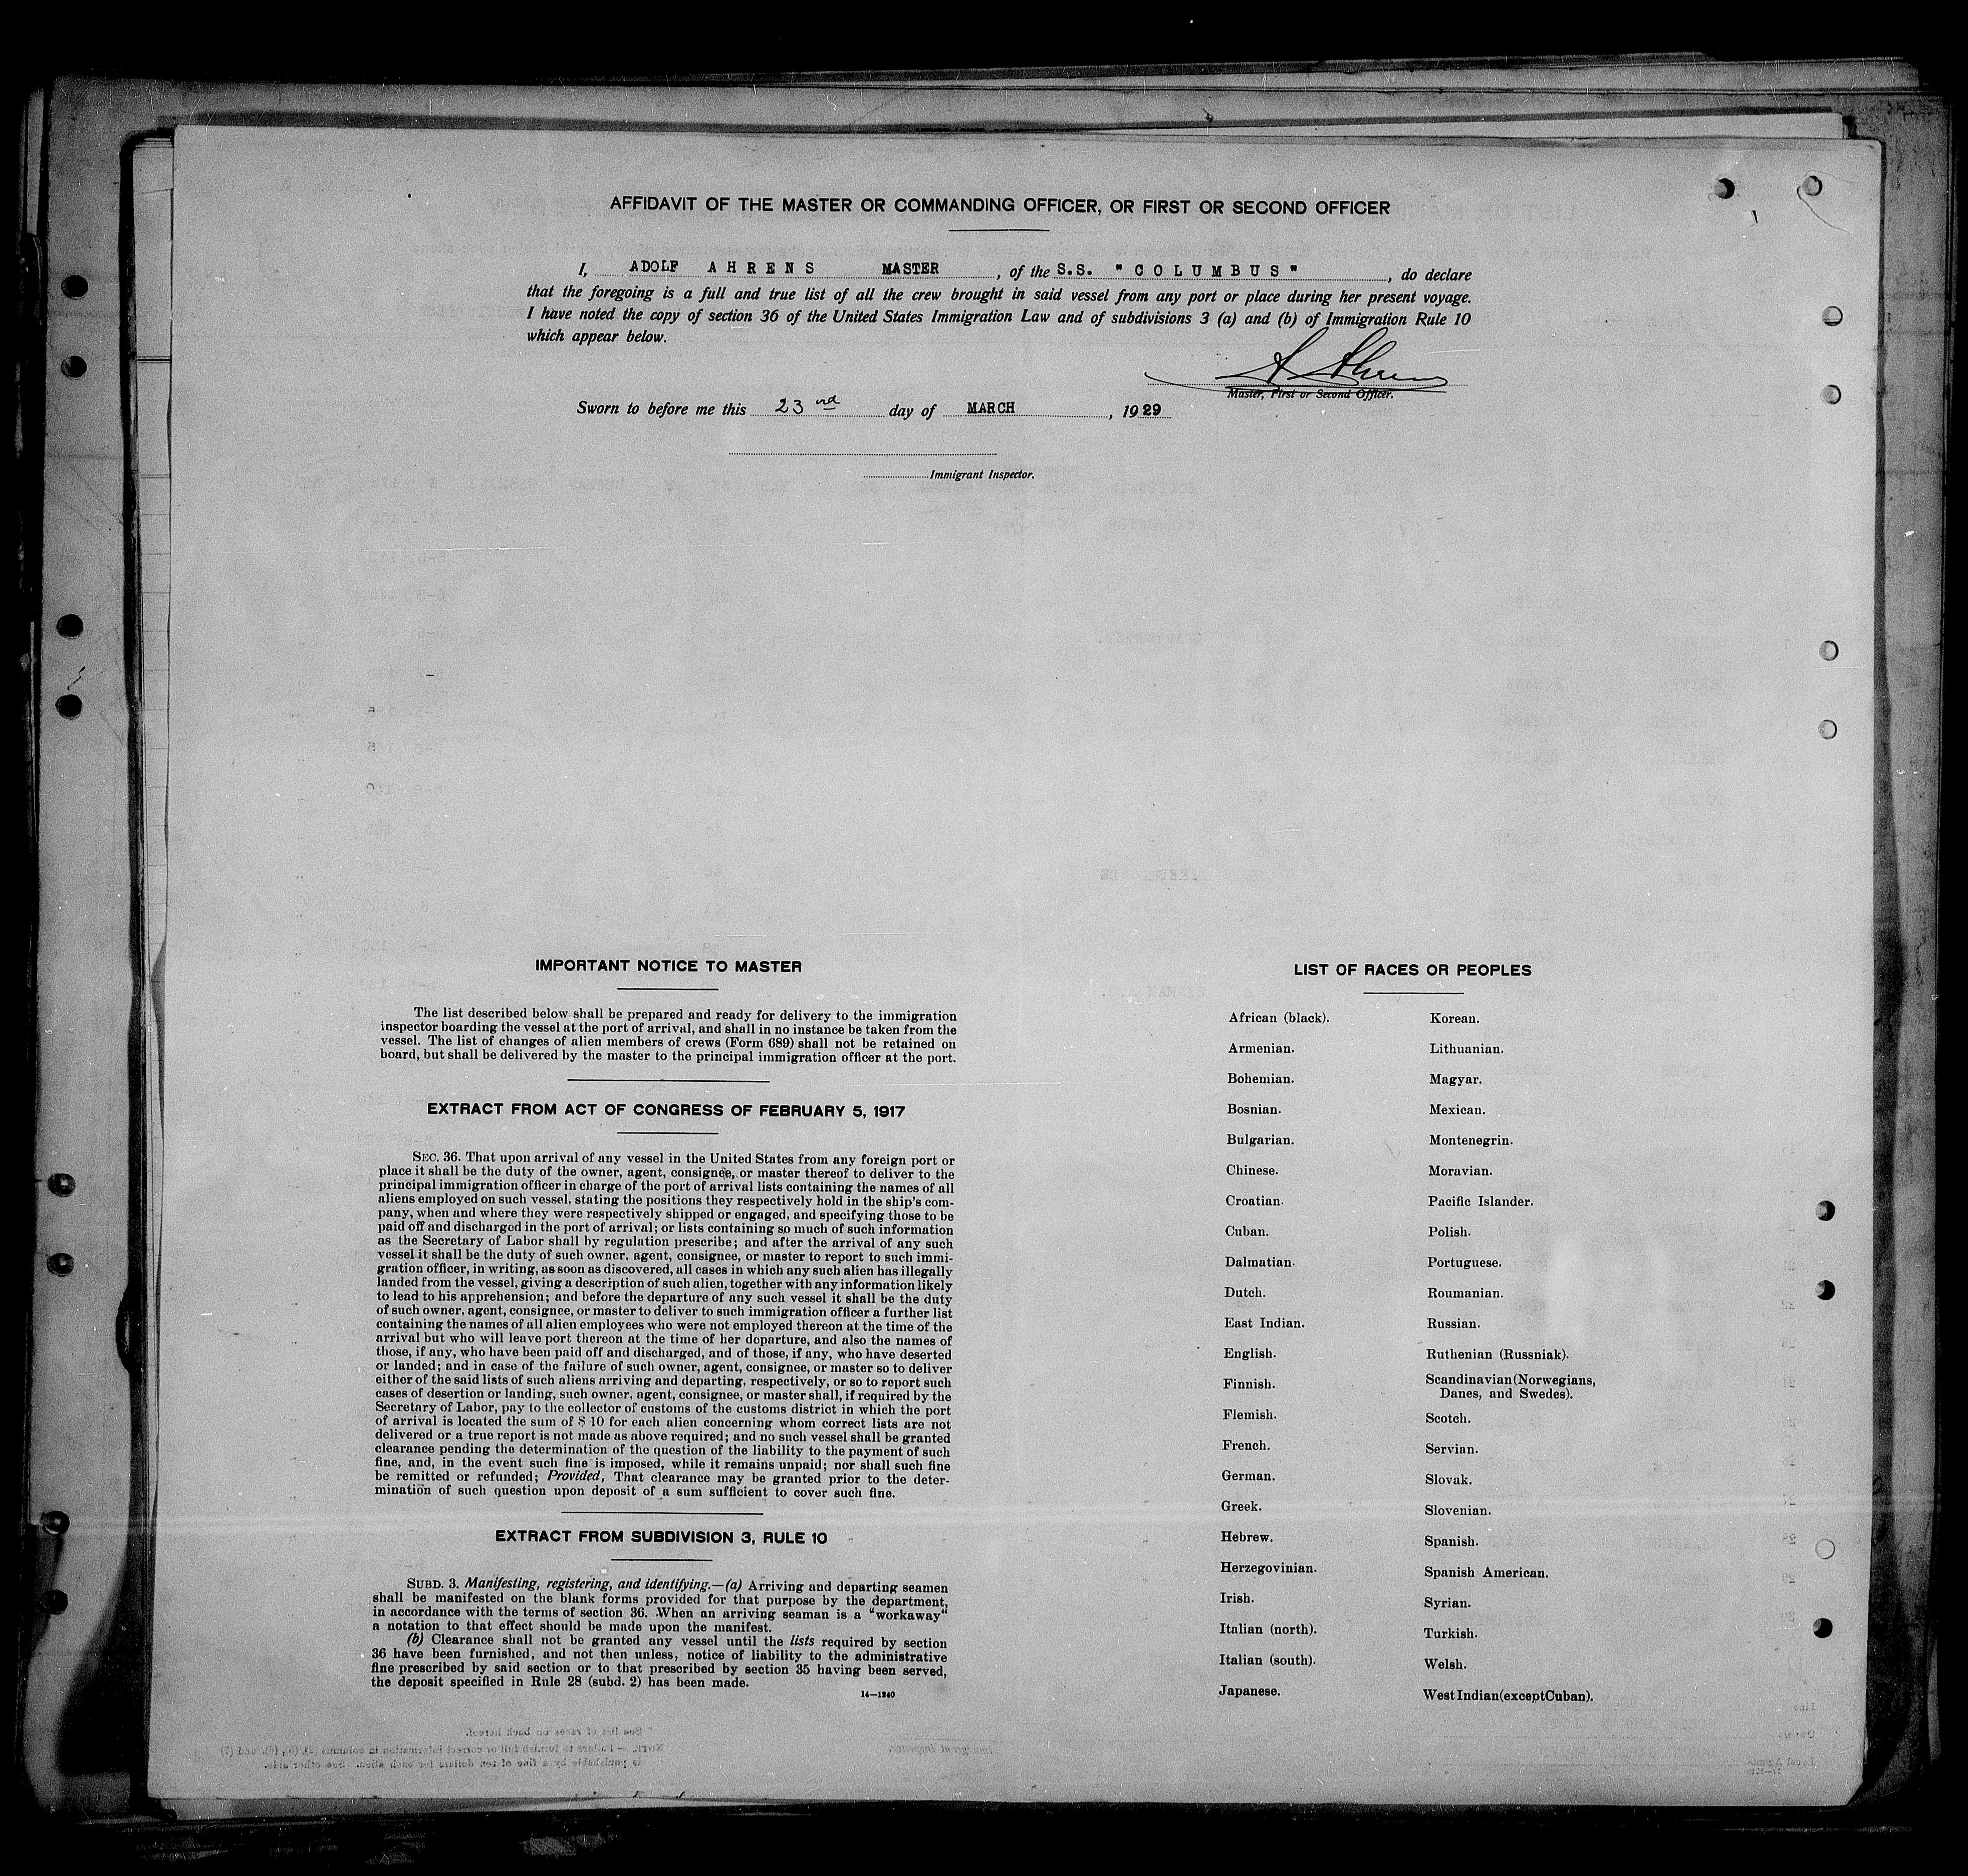 AFFIDAVIT OF THE MASTER OR COMMANDING OFFICER, OR FIRST OR SECOND OFFICER
I, ADOLF AHRENS MASTER, of the S.S. "COLUMBUS", do declare
that the foregoing is a full and true list of all the crew brought in said vessel from any port or place during her present voyage.
I have noted the copy of section 36 of the United States Immigration Law and of subdivisions 3 (a) and (b) of Immigration Rule 10
which appear below.
A Ahrens
Master, First or Second Officer.
Sworn to before me this 23rd day of MARCH, 1929
Immigrant Inspector.
IMPORTANT NOTICE TO MASTER
The list described below shall be prepared and ready for delivery to the immigration
inspector boarding the vessel at the port of arrival, and shall in no instance be taken from the
vessel. The list of changes of alien members of crews (Form 689) shall not be retained on
board, but shall be delivered by the master to the principal immigration officer at the port.
EXTRACT FROM ACT OF CONGRESS OF FEBRUARY 5, 1917
SEC. 36. That upon arrival of any vessel in the United States from any foreign port or
place it shall be the duty of the owner, agent, consignee, or master thereof to deliver to the
principal immigration officer in charge of the port of arrival lists containing the names of all
aliens employed on such vessel, stating the positions they respectively hold in the ship's com-
pany, when and where they were respectively shipped or engaged, and specifying those to be
paid off and discharged in the port of arrival; or lists containing so much of such information
as the Secretary of Labor shall by regulation prescribe; and after the arrival of any such
vessel it shall be the duty of such owner, agent, consignee, or master to report to such immi-
gration officer, in writing, as soon as discovered, all cases in which any such alien has illegally
landed from the vessel, giving a description of such alien, together with any information likely
to lead to his apprehension; and before the departure of any such vessel it shall be the duty
of such owner, agent, consignee, or master to deliver to such immigration officer a further list
containing the names of all alien employees who were not employed thereon at the time of the
arrival but who will leave port thereon at the time of her departure, and also the names of
those, if any, who have been paid off and discharged, and of those, if any, who have deserted
or landed; and in case of the failure of such owner, agent, consignee, or master so to deliver
either of the said lists of such aliens arriving and departing, respectively, or so to report such
cases of desertion or landing, such owner, agent, consignee, or master shall, if required by the
Secretary of Labor, pay to the collector of customs of the customs district in which the port
of arrival is located the sum of $ 10 for each alien concerning whom correct lists are not
delivered or a true report is not made as above required; and no such vessel shall be granted
clearance pending the determination of the question of the liability to the payment of such
fine, and, in the event such fine is imposed, while it remains unpaid; nor shall such fine
be remitted or refunded; Provided, That clearance may be granted prior to the deter-
mination of such question upon deposit of a sum sufficient to cover such fine.
EXTRACT FROM SUBDIVISION 3, RULE 10
SUBD. 3. Manifesting, registering, and identifying.—(a) Arriving and departing seamen
shall be manifested on the blank forms provided for that purpose by the department,
in accordance with the terms of section 36. When an arriving seaman is a "workaway"
a notation to that effect should be made upon the manifest.
(b) Clearance shall not be granted any vessel until the lists required by section
36 have been furnished, and not then unless, notice of liability to the administrative
fine prescribed by said section or to that prescribed by section 35 having been served,
the deposit specified in Rule 28 (subd. 2) has been made.
14—1240
LIST OF RACES OR PEOPLES
African (black).
Armenian.
Bohemian.
Bosnian.
Bulgarian.
Chinese.
Croatian.
Cuban.
Dalmatian.
Dutch.
East Indian.
English.
Finnish.
Flemish.
French.
German.
Greek.
Hebrew.
Herzegovinian.
Irish.
Italian (north).
Italian (south).
Japanese.
Korean.
Lithuanian.
Magyar.
Mexican.
Montenegrin.
Moravian.
Pacific Islander.
Polish.
Portuguese.
Roumanian.
Russian.
Ruthenian (Russniak).
Scandinavian (Norwegians,
Danes, and Swedes).
Scotch.
Servian.
Slovak.
Slovenian.
Spanish.
Spanish American.
Syrian.
Turkish.
Welsh.
West Indian (except Cuban).